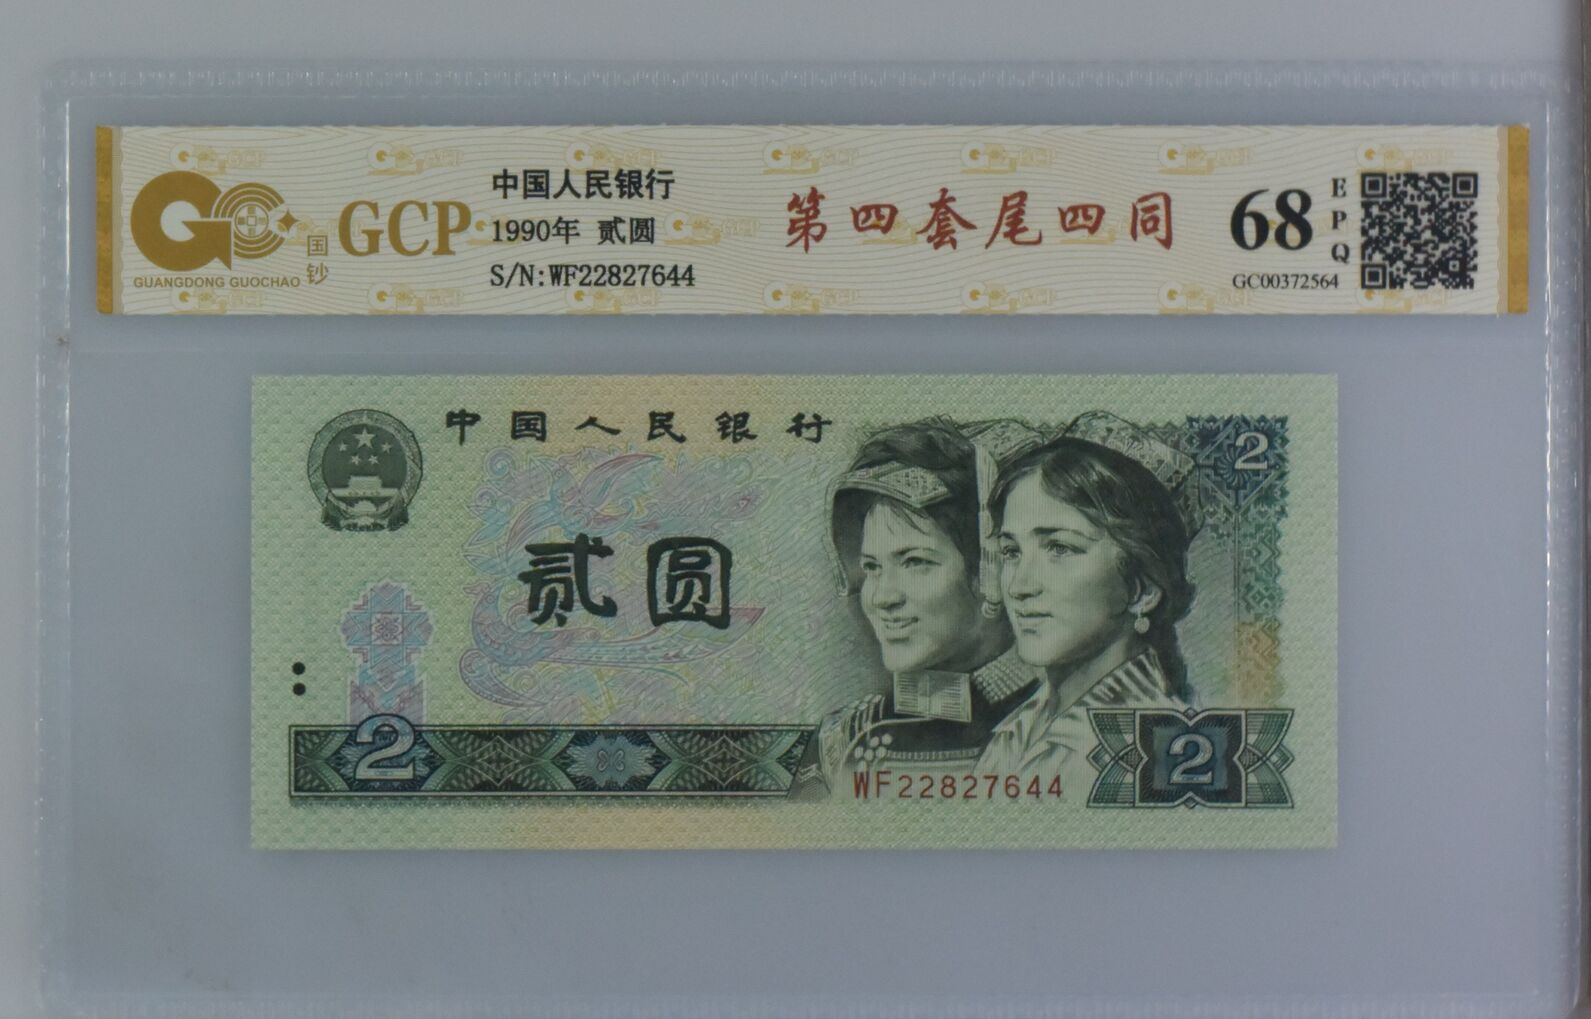 GCP
国钞
GUANGDONG GUOCHAO
中国人民银行
1990年 贰圆
S/N:WF22827644
第四套尾四同
68
EPQ
GC00372564
中国人民银行
2
贰圆
2
WF22827644
2